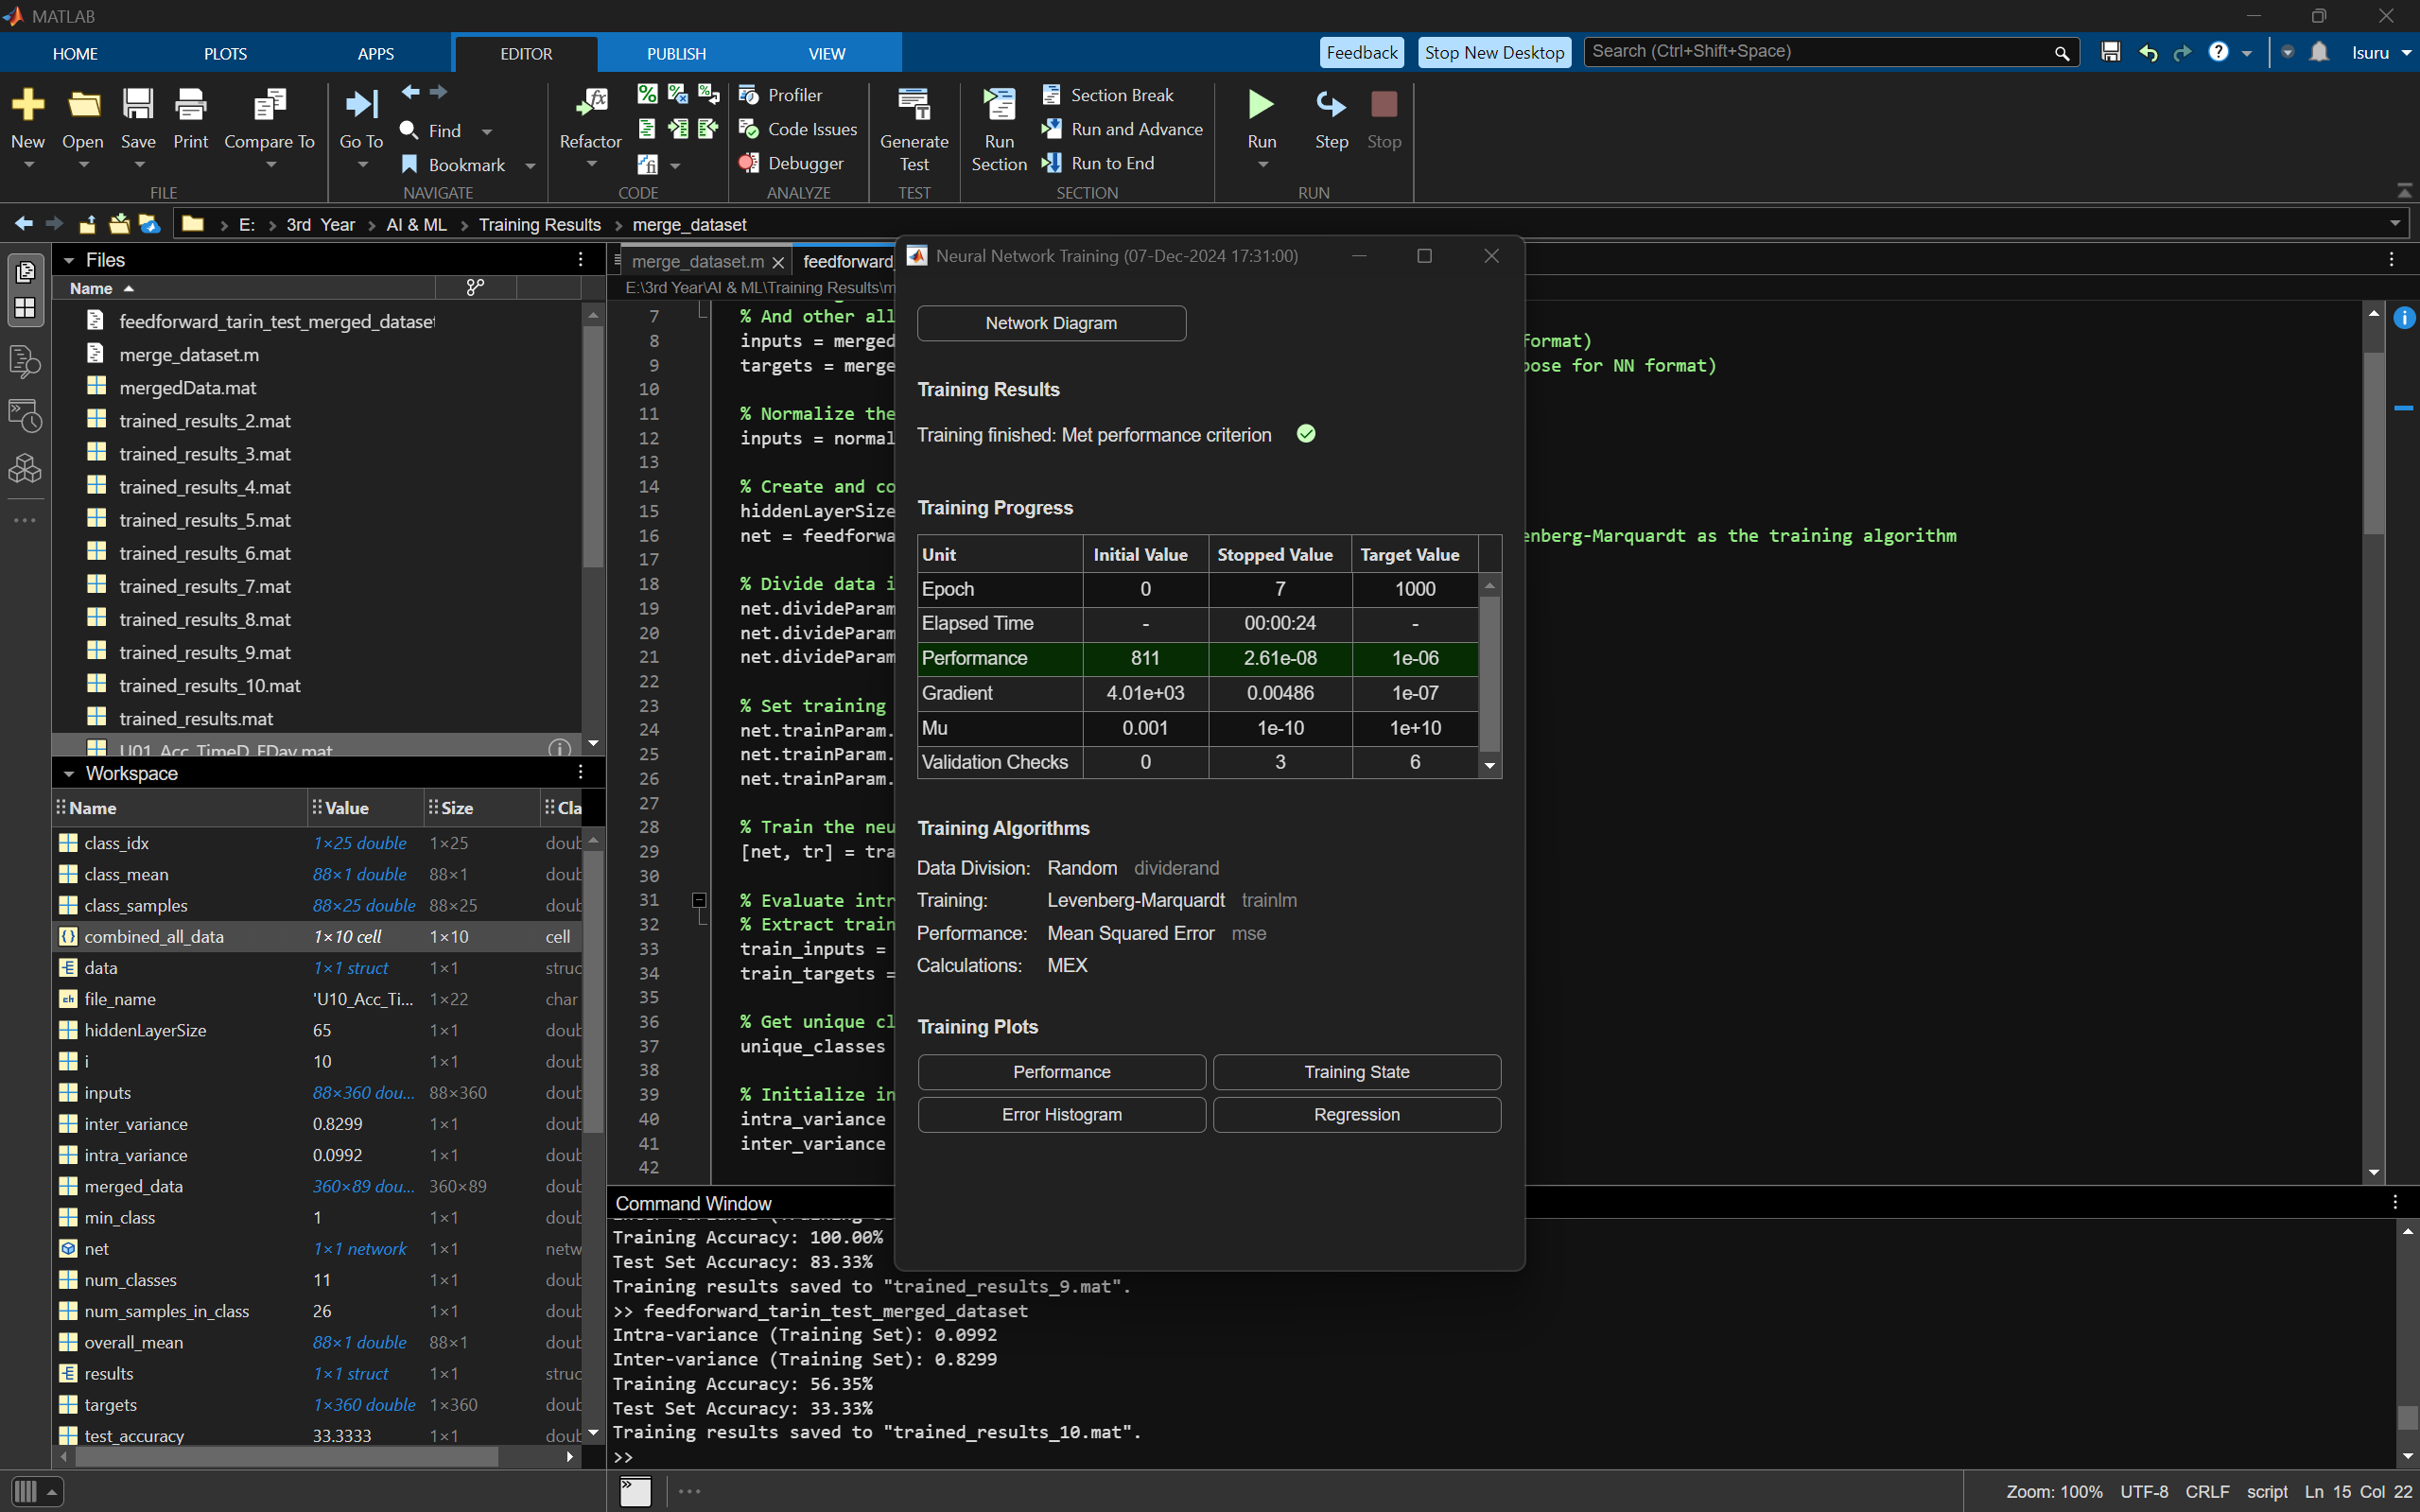 MATLAB
HOME PLOTS APPS EDITOR PUBLISH VIEW Feedback Stop New Desktop Search (Ctrl+Shift+Space) Isuru
New Open Save Print Compare To
FILE
Go To Find Bookmark
NAVIGATE
Refactor
CODE
Profiler
Code Issues
Debugger
ANALYZE
Generate Test
TEST
Run Section
Section Break
Run and Advance
Run to End
SECTION
Run Step Stop
RUN
E: 3rd Year AI & ML Training Results merge_dataset
Files
Name
feedforward_tarin_test_merged_dataset
merge_dataset.m
mergedData.mat
trained_results_2.mat
trained_results_3.mat
trained_results_4.mat
trained_results_5.mat
trained_results_6.mat
trained_results_7.mat
trained_results_8.mat
trained_results_9.mat
trained_results_10.mat
trained_results.mat
U01_Acc_TimeD_FDay.mat
Workspace
Name Value Size Cla
class_idx 1×25 double 1×25 doub
class_mean 88×1 double 88×1 doub
class_samples 88×25 double 88×25 doub
combined_all_data 1×10 cell 1×10 cell
data 1×1 struct 1×1 struc
file_name 'U10_Acc_Ti... 1×22 char
hiddenLayerSize 65 1×1 doub
i 10 1×1 doub
inputs 88×360 dou... 88×360 doub
inter_variance 0.8299 1×1 doub
intra_variance 0.0992 1×1 doub
merged_data 360×89 dou... 360×89 doub
min_class 1 1×1 doub
net 1×1 network 1×1 netw
num_classes 11 1×1 doub
num_samples_in_class 26 1×1 doub
overall_mean 88×1 double 88×1 doub
results 1×1 struct 1×1 struc
targets 1×360 double 1×360 doub
test_accuracy 33.3333 1×1 doub
merge_dataset.m feedforward
E:\3rd Year\AI & ML\Training Results\m
7 % And other all
8 inputs = merged format)
9 targets = merge pose for NN format)
10
11 % Normalize the
12 inputs = normal
13
14 % Create and co
15 hiddenLayerSize
16 net = feedforwa enberg-Marquardt as the training algorithm
17
18 % Divide data i
19 net.divideParam
20 net.divideParam
21 net.divideParam
22
23 % Set training
24 net.trainParam.
25 net.trainParam.
26 net.trainParam.
27
28 % Train the neu
29 [net, tr] = tra
30
31 % Evaluate intr
32 % Extract train
33 train_inputs =
34 train_targets =
35
36 % Get unique cl
37 unique_classes
38
39 % Initialize in
40 intra_variance
41 inter_variance
42
Neural Network Training (07-Dec-2024 17:31:00)
Network Diagram
Training Results
Training finished: Met performance criterion
Training Progress
Unit Initial Value Stopped Value Target Value
Epoch 0 7 1000
Elapsed Time - 00:00:24 -
Performance 811 2.61e-08 1e-06
Gradient 4.01e+03 0.00486 1e-07
Mu 0.001 1e-10 1e+10
Validation Checks 0 3 6
Training Algorithms
Data Division: Random dividerand
Training: Levenberg-Marquardt trainlm
Performance: Mean Squared Error mse
Calculations: MEX
Training Plots
Performance Training State
Error Histogram Regression
Command Window
Training Accuracy: 100.00%
Test Set Accuracy: 83.33%
Training results saved to "trained_results_9.mat".
>> feedforward_tarin_test_merged_dataset
Intra-variance (Training Set): 0.0992
Inter-variance (Training Set): 0.8299
Training Accuracy: 56.35%
Test Set Accuracy: 33.33%
Training results saved to "trained_results_10.mat".
>>
Zoom: 100% UTF-8 CRLF script Ln 15 Col 22